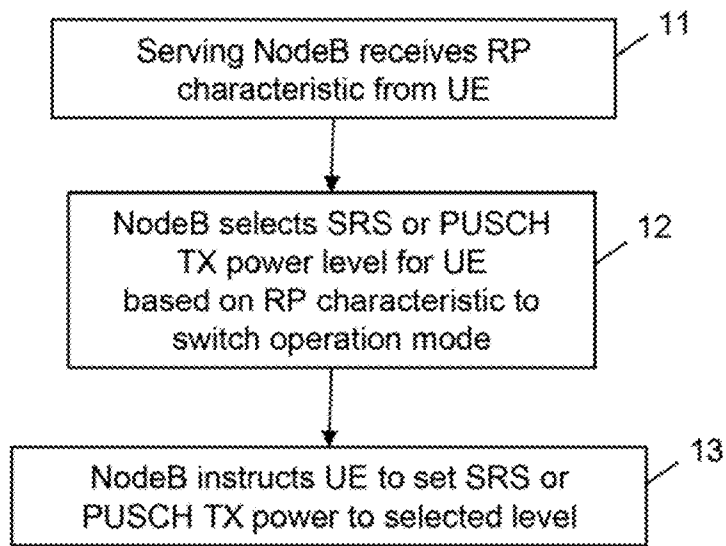 11
Serving NodeB receives RP
characteristic from UE
12
NodeB selects SRS or PUSCH
TX power level for UE
based on RP characteristic to
switch operation mode
13
NodeB instructs UE to set SRS or
PUSCH TX power to selected level